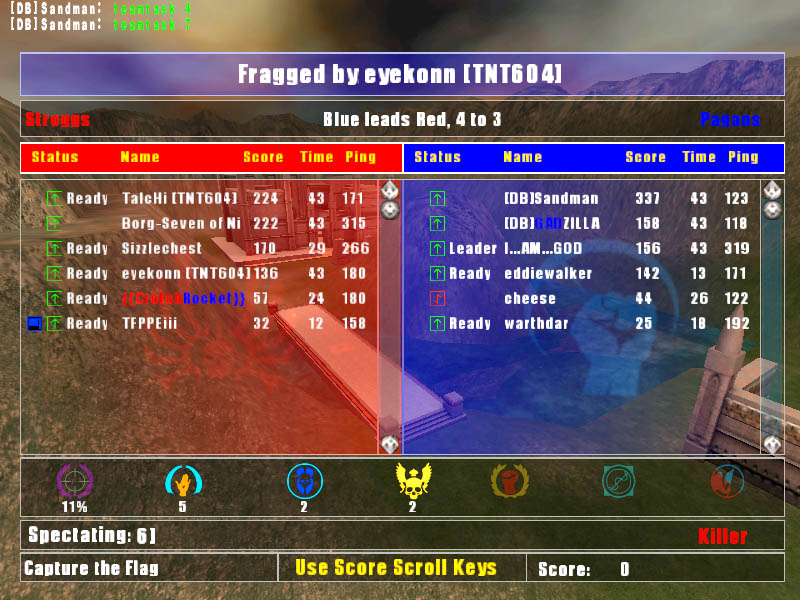 [DB]Sandman: teamtask 4
[DB]Sandman: teamtask 7
Fragged by eyekonn [TNT604]
Stroggs Blue leads Red, 4 to 3 Pagans
Status Name Score Time Ping Status Name Score Time Ping
Ready TalcHi [TNT604] 224 43 171 [DB]Sandman 337 43 123
Borg-Seven of Ni 222 43 315 [DB]GADZILLA 158 43 118
Ready Sizzlechest 170 29 266 Leader I...AM...GOD 156 43 319
Ready eyekonn [TNT604] 136 43 180 Ready eddiewalker 142 13 171
Ready {{CrotchRocket}} 57 24 180 cheese 44 26 122
Ready TFPPEiii 32 12 158 Ready warthdar 25 18 192
11% 5 2 2
Spectating: 6] Killer
Capture the Flag Use Score Scroll Keys Score: 0